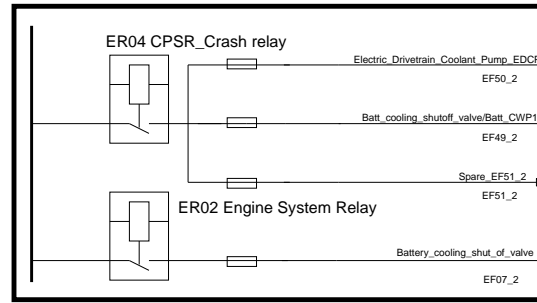 ER04 CPSR_Crash relay
Electric_Drivetrain_Coolant_Pump_EDCP
EF50_2
Batt_cooling_shutoff_valve/Batt_CWP1
EF49_2
Spare_EF51_2
EF51_2
ER02 Engine System Relay
Battery_cooling_shut_of_valve
EF07_2